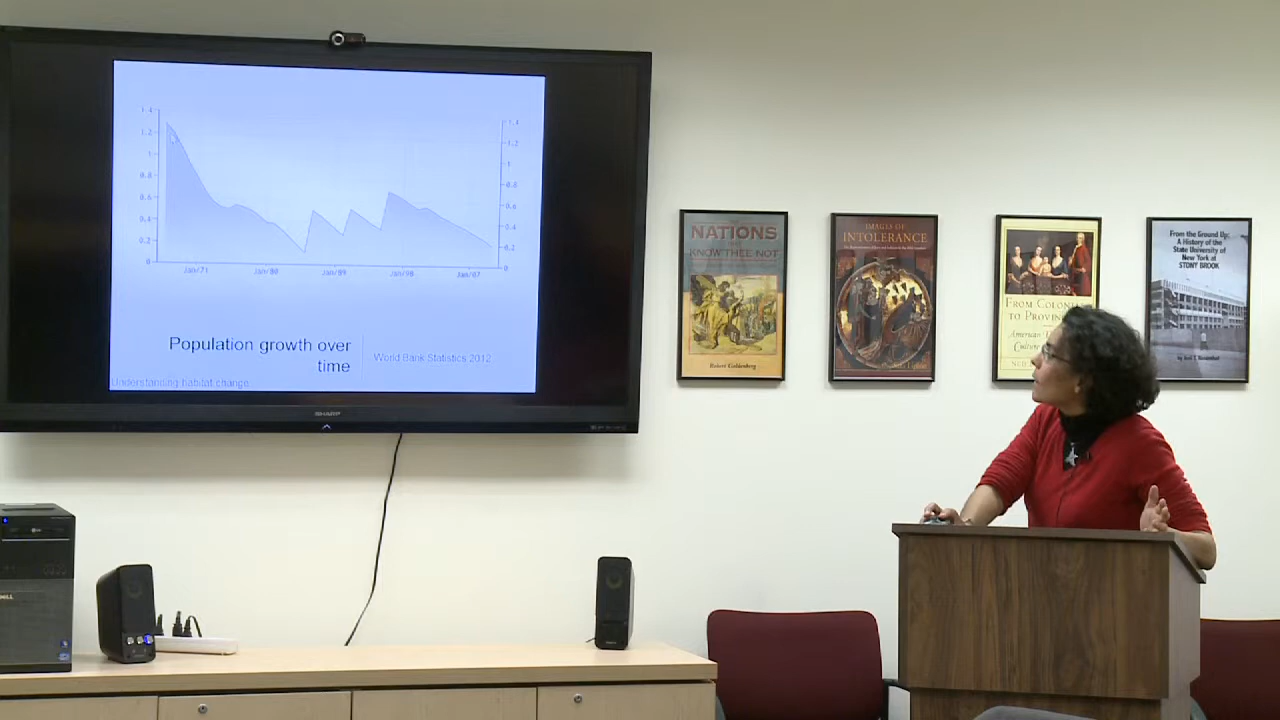 1.4
1.2
1
0.8
0.6
0.4
0.2
0
1.4
1.2
1
0.8
0.6
0.4
0.2
0
Jan/71
Jan/80
Jan/89
Jan/98
Jan/07
Population growth over
time
World Bank Statistics 2012
Understanding habitat change
SHARP
NATIONS
KNOW THEE NOT
Robert Goldenberg
IMAGES OF
INTOLERANCE
FROM COLONIALS
TO PROVINCIALS
American
Culture
From the Ground Up:
A History of the
State University of
New York at
STONY BROOK
DELL